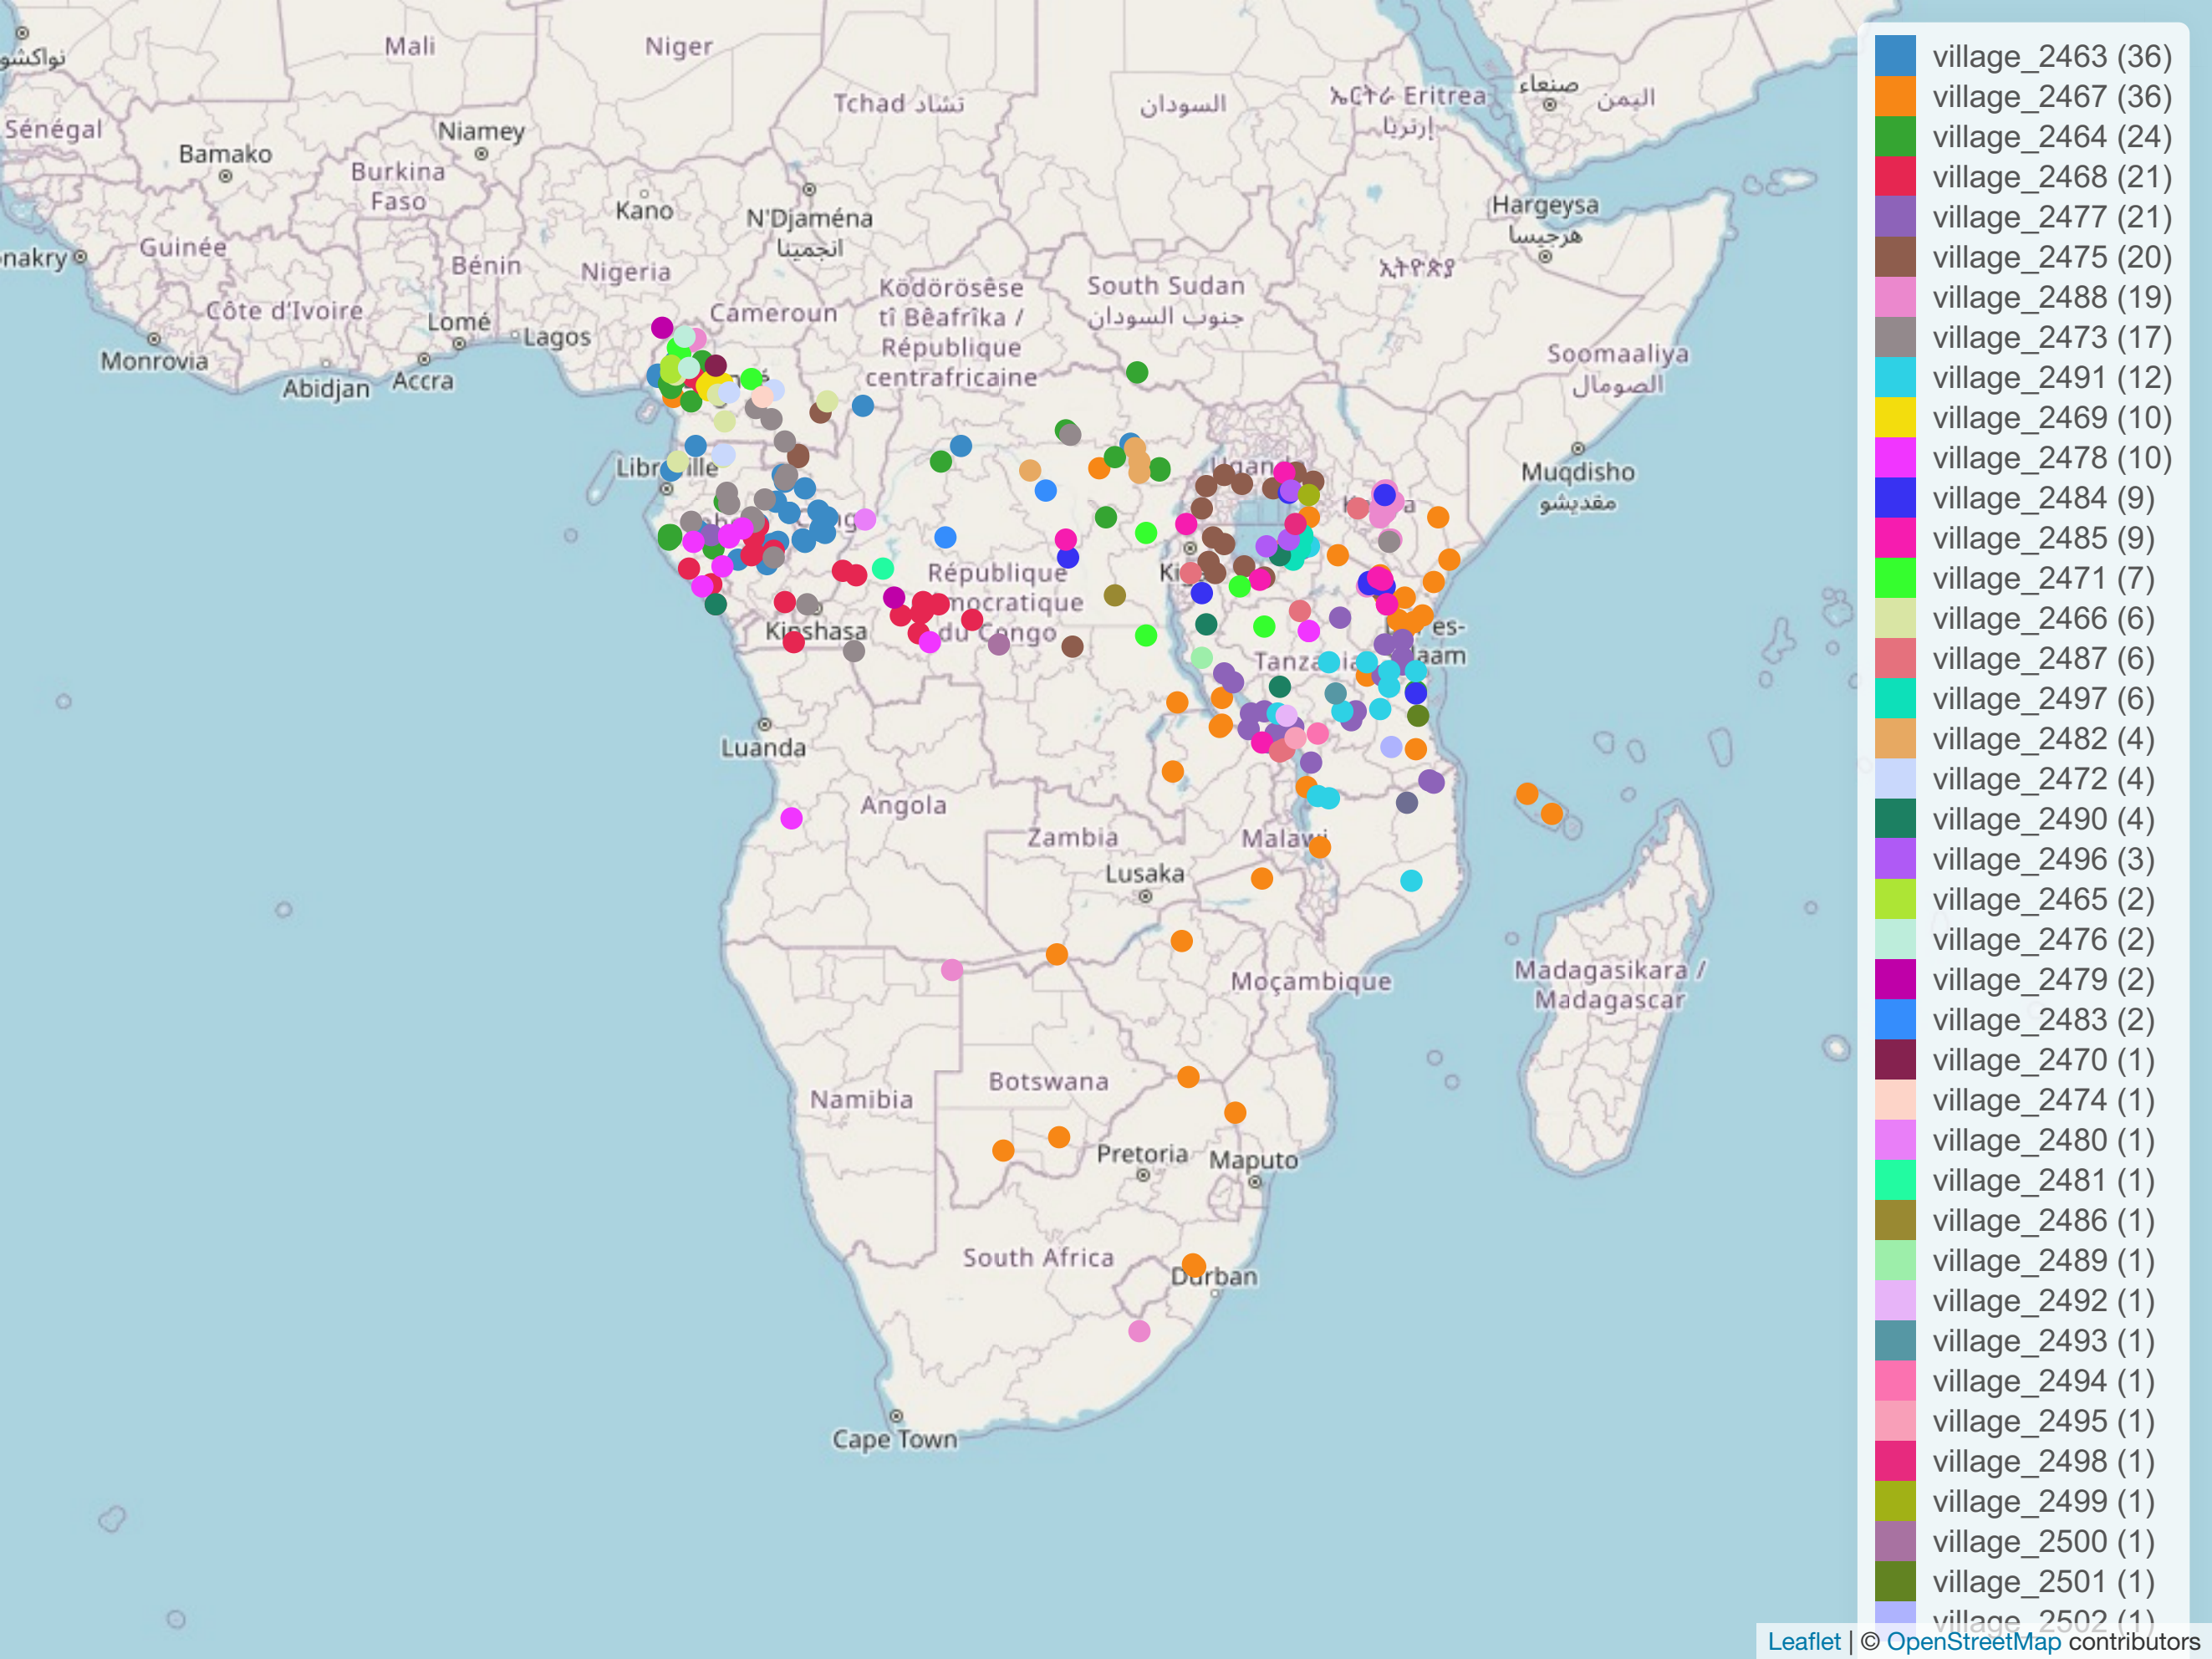 Mali
Niger
Tchad تشاد
السودان
ኤርትራ Eritrea
إرتريا
صنعاء
اليمن
Sénégal
Bamako
Niamey
Burkina
Faso
Kano
N'Djaména
انجمينا
Hargeysa
هرجيسا
Guinée
Bénin
Nigeria
Ködörösêse
tî Bêafrîka /
République
centrafricaine
South Sudan
جنوب السودان
ኢትዮጵያ
Côte d'Ivoire
Lomé
Lagos
Cameroun
Monrovia
Abidjan
Accra
Soomaaliya
الصومال
Muqdisho
مقديشو
République
du Congo
Kinshasa
Luanda
Angola
Zambia
Malawi
Lusaka
Moçambique
Madagasikara /
Madagascar
Namibia
Botswana
Pretoria
Maputo
South Africa
Durban
Cape Town
village_2463 (36)
village_2467 (36)
village_2464 (24)
village_2468 (21)
village_2477 (21)
village_2475 (20)
village_2488 (19)
village_2473 (17)
village_2491 (12)
village_2469 (10)
village_2478 (10)
village_2484 (9)
village_2485 (9)
village_2471 (7)
village_2466 (6)
village_2487 (6)
village_2497 (6)
village_2482 (4)
village_2472 (4)
village_2490 (4)
village_2496 (3)
village_2465 (2)
village_2476 (2)
village_2479 (2)
village_2483 (2)
village_2470 (1)
village_2474 (1)
village_2480 (1)
village_2481 (1)
village_2486 (1)
village_2489 (1)
village_2492 (1)
village_2493 (1)
village_2494 (1)
village_2495 (1)
village_2498 (1)
village_2499 (1)
village_2500 (1)
village_2501 (1)
village_2502 (1)
Leaflet | © OpenStreetMap contributors